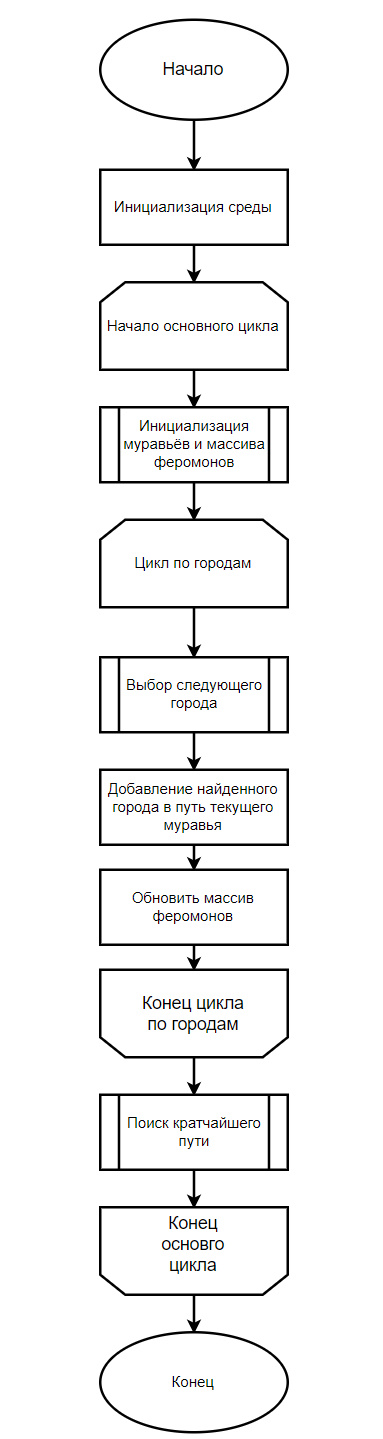 Начало
Инициализация среды
Начало основного цикла
Инициализация
муравьёв и массива
феромонов
Цикл по городам
Выбор следующего
города
Добавление найденного
города в путь текущего
муравья
Обновить массив
феромонов
Конец цикла
по городам
Поиск кратчайшего
пути
Конец
основго
цикла
Конец